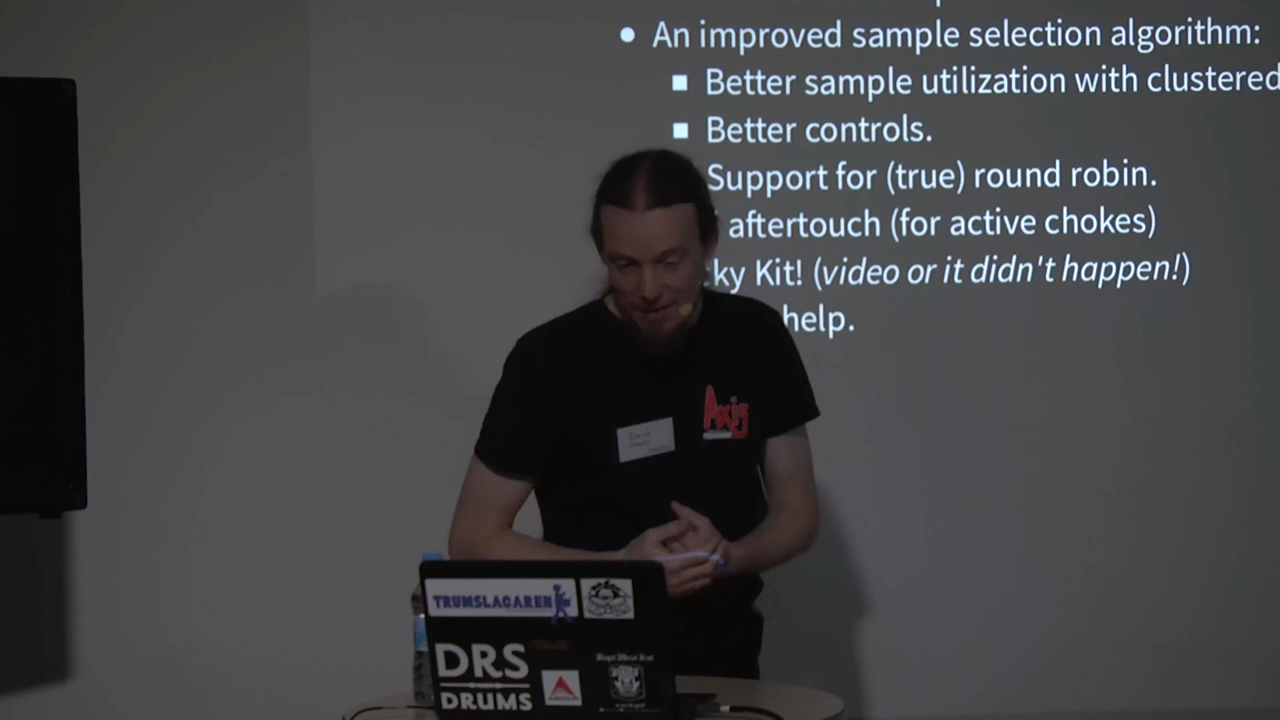 An improved sample selection algorithm:
Better sample utilization with clustered
Better controls.
Support for (true) round robin.
aftertouch (for active chokes)
ky Kit! (video or it didn't happen!)
help.
Axis
TRUMSLAGAREN
DRS
DRUMS